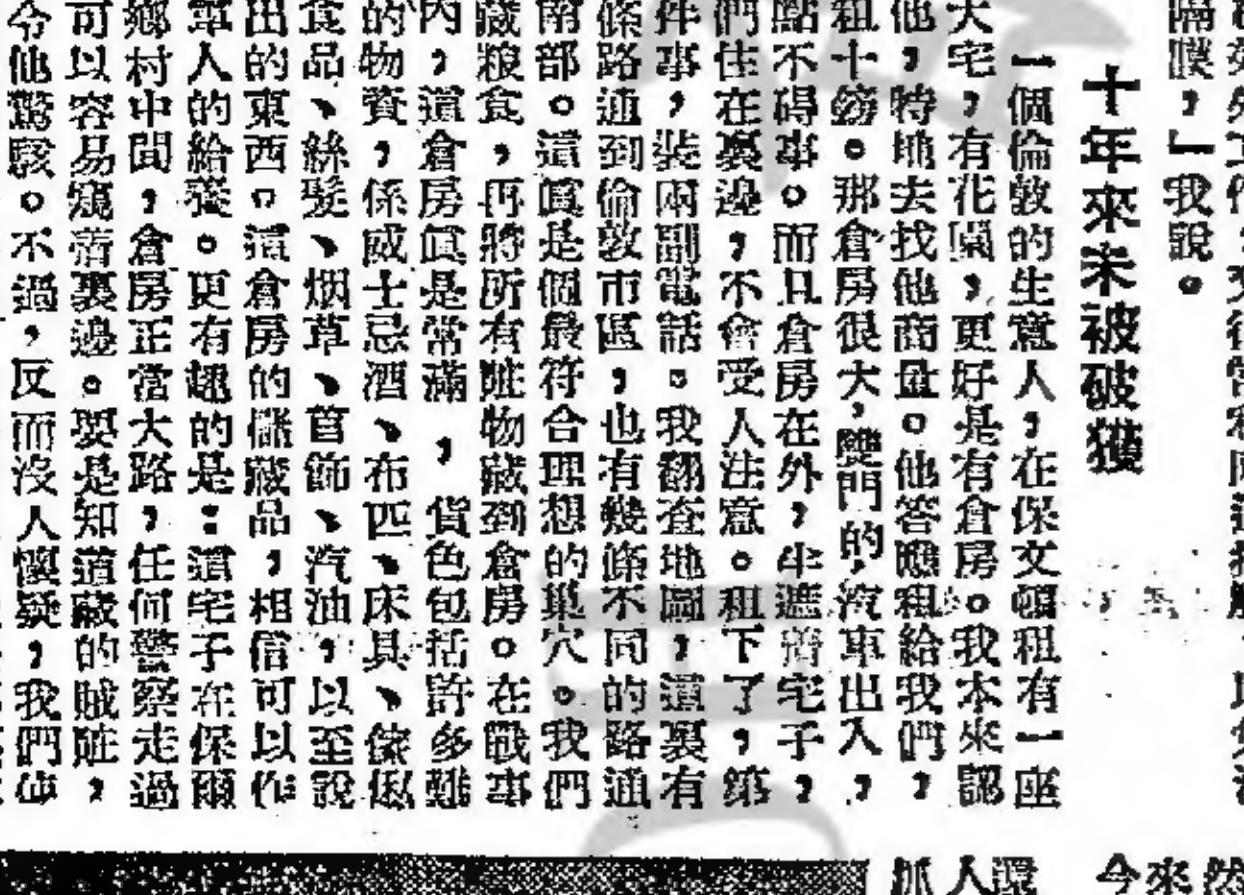 隔膜，」我說。
十年來未被破獲
一個倫敦的生意人，在保文頓租有一座
大宅，有花園，更好是有倉房。我本來認
他，特地去找他商量。他答應租給我們，
租十鎊。那倉房很大，雙門的，汽車出入，
點不碍事。而且倉房在外，半遮着宅子，
們住在裏邊，不會受人注意。租下了，第
件事，裝兩副電話。我翻查地圖，這裏有
條路通到倫敦市區，也有幾條不同的路通
南部。這眞是個最符合理想的巢穴。我們
藏粮食，再將所有賍物藏到倉房。在戰事
內，這倉房眞是常滿，貨色包括許多難
的物資，係威士忌酒、布匹、床具、傢俬
食品、絲髮、烟草、首飾、汽油，以至說
出的東西。這倉房的儲藏品，相信可以作
軍人的給養。更有趣的是：這宅子在保爾
鄉村中間，倉房正當大路，任何警察走過
可以容易窺着裏邊。要是知道藏的賊賍，
令他驚駭。不過，反而沒人懷疑，我們
然
來
今
還
人
抓